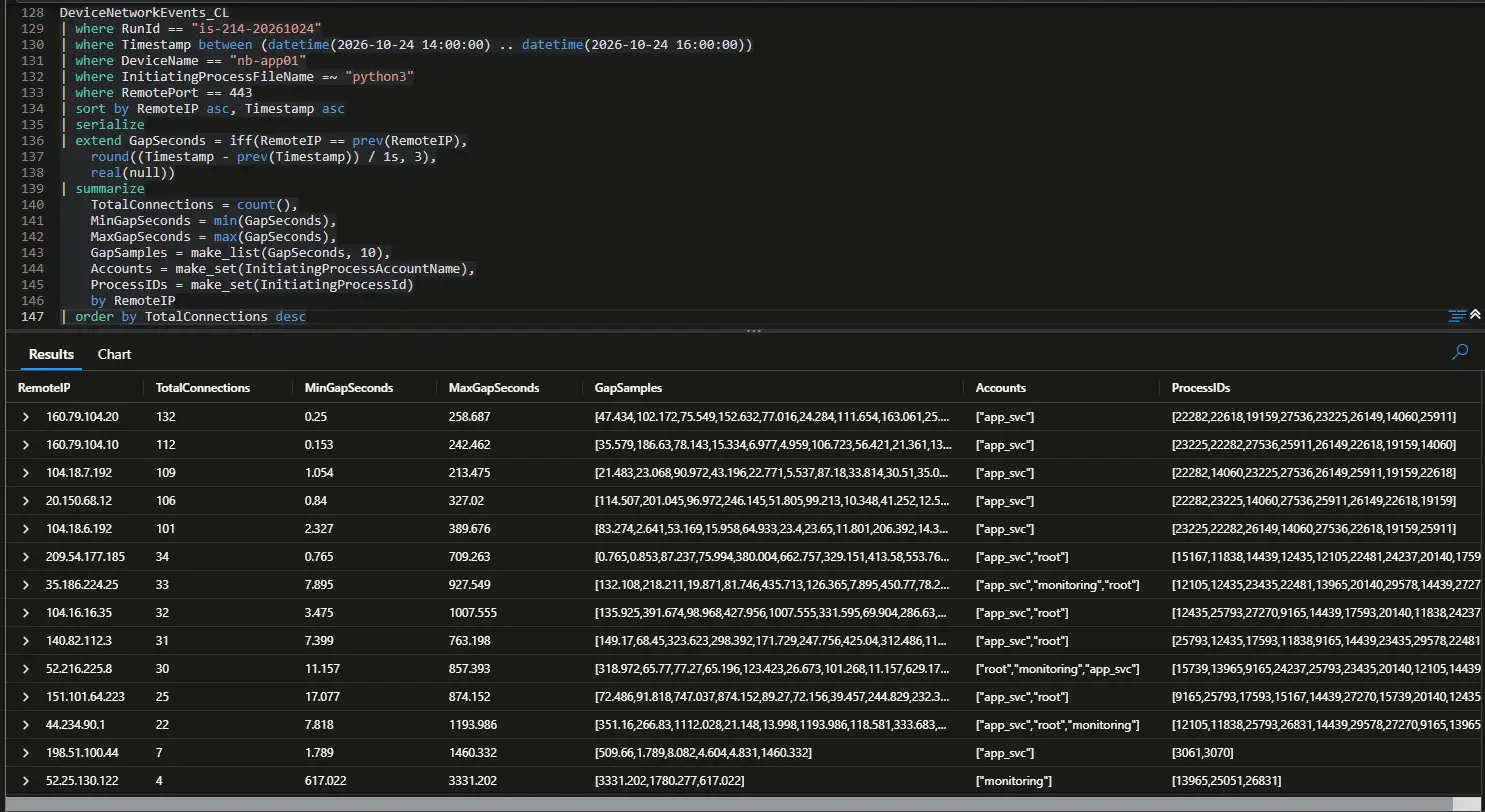 128 DeviceNetworkEvents_CL
129 | where RunId == "is-214-20261024"
130 | where Timestamp between (datetime(2026-10-24 14:00:00) .. datetime(2026-10-24 16:00:00))
131 | where DeviceName == "nb-app01"
132 | where InitiatingProcessFileName =~ "python3"
133 | where RemotePort == 443
134 | sort by RemoteIP asc, Timestamp asc
135 | serialize
136 | extend GapSeconds = iff(RemoteIP == prev(RemoteIP),
137 round((Timestamp - prev(Timestamp)) / 1s, 3),
138 real(null))
139 | summarize
140 TotalConnections = count(),
141 MinGapSeconds = min(GapSeconds),
142 MaxGapSeconds = max(GapSeconds),
143 GapSamples = make_list(GapSeconds, 10),
144 Accounts = make_set(InitiatingProcessAccountName),
145 ProcessIDs = make_set(InitiatingProcessId)
146 by RemoteIP
147 | order by TotalConnections desc
Results Chart
RemoteIP TotalConnections MinGapSeconds MaxGapSeconds GapSamples Accounts ProcessIDs
160.79.104.20 132 0.25 258.687 [47.434,102.172,75.549,152.632,77.016,24.284,111.654,163.061,25.... ["app_svc"] [22282,22618,19159,27536,23225,26149,14060,25911]
160.79.104.10 112 0.153 242.462 [35.579,186.63,78.143,15.334,6.977,4.959,106.723,56.421,21.361,13... ["app_svc"] [23225,22282,27536,25911,26149,22618,19159,14060]
104.18.7.192 109 1.054 213.475 [21.483,23.068,90.972,43.196,22.771,5.537,87.18,33.814,30.51,35.0... ["app_svc"] [22282,14060,23225,27536,26149,25911,19159,22618]
20.150.68.12 106 0.84 327.02 [114.507,201.045,96.972,246.145,51.805,99.213,10.348,41.252,12.5... ["app_svc"] [22282,23225,14060,27536,25911,26149,22618,19159]
104.18.6.192 101 2.327 389.676 [83.274,2.641,53.169,15.958,64.933,23.4,23.65,11.801,206.392,14.3... ["app_svc"] [23225,22282,26149,14060,27536,22618,19159,25911]
209.54.177.185 34 0.765 709.263 [0.765,0.853,87.237,75.994,380.004,662.757,329.151,413.58,553.76... ["app_svc","root"] [15167,11838,14439,12435,12105,22481,24237,20140,1759
35.186.224.25 33 7.895 927.549 [132.108,218.211,19.871,81.746,435.713,126.365,7.895,450.77,78.2... ["app_svc","monitoring","root"] [12105,12435,23435,22481,13965,20140,29578,14439,2727
104.16.16.35 32 3.475 1007.555 [135.925,391.674,98.968,427.956,1007.555,331.595,69.904,286.63,... ["app_svc","root"] [12435,25793,27270,9165,14439,17593,20140,11838,24237
140.82.112.3 31 7.399 763.198 [149.17,68.45,323.623,298.392,171.729,247.756,425.04,312.486,11... ["app_svc","root"] [25793,12435,17593,11838,9165,14439,23435,29578,22481
52.216.225.8 30 11.157 857.393 [318.972,65.77,77.27,65.196,123.423,26.673,101.268,11.157,629.17... ["root","monitoring","app_svc"] [15739,13965,9165,24237,25793,23435,20140,12105,14439
151.101.64.223 25 17.077 874.152 [72.486,91.818,747.037,874.152,89.27,72.156,39.457,244.829,232.3... ["app_svc","root"] [9165,25793,17593,15167,14439,27270,15739,20140,12435
44.234.90.1 22 7.818 1193.986 [351.16,266.83,1112.028,21.148,13.998,1193.986,118.581,333.683,... ["app_svc","root","monitoring"] [12105,11838,25793,26831,14439,29578,27270,9165,13965
198.51.100.44 7 1.789 1460.332 [509.66,1.789,8.082,4.604,4.831,1460.332] ["app_svc"] [3061,3070]
52.25.130.122 4 617.022 3331.202 [3331.202,1780.277,617.022] ["monitoring"] [13965,25051,26831]